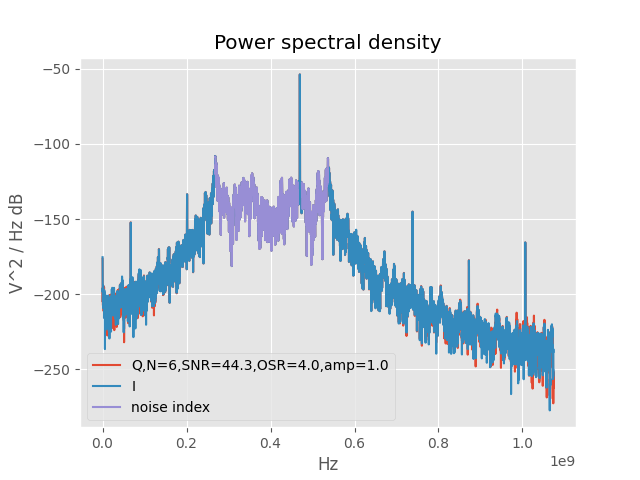 Power spectral density
V^2 / Hz dB
−50
−100
−150
−200
−250
Q,N=6,SNR=44.3,OSR=4.0,amp=1.0
I
noise index
0.0 0.2 0.4 0.6 0.8 1.0
1e9
Hz